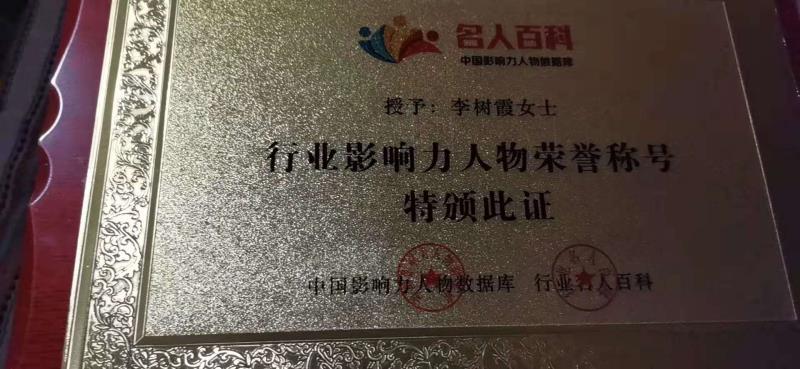 名人百科
中国影响力人物数据库
授予：李树霞女士
行业影响力人物荣誉称号
特颁此证
中国影响力人物数据库 行业名人百科